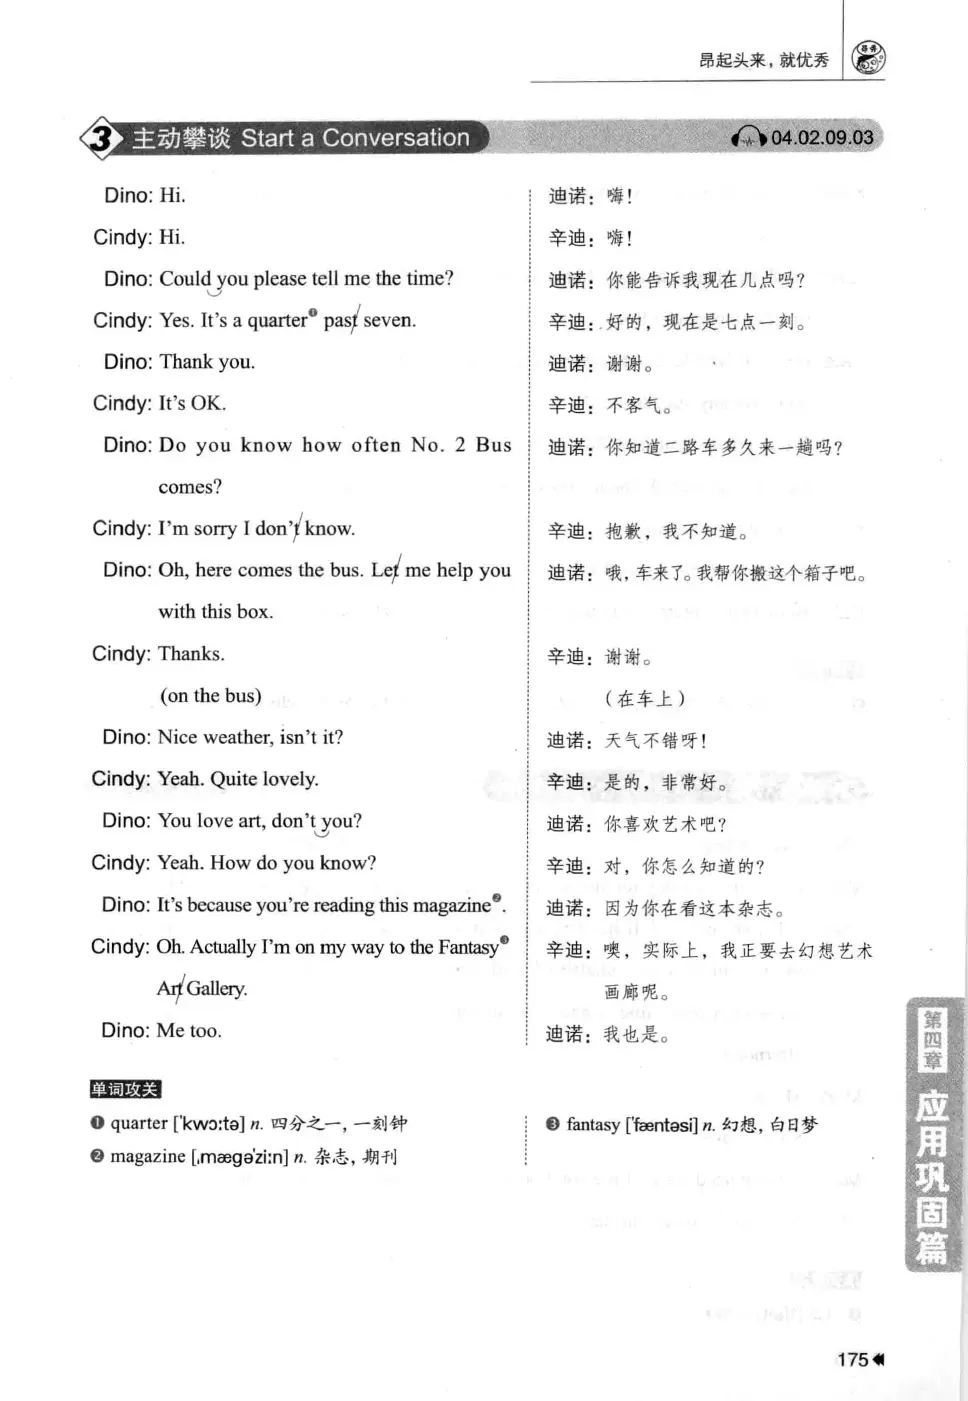 昂起头来，就优秀
昂秀
3 主动攀谈 Start a Conversation
04.02.09.03
Dino: Hi.
Cindy: Hi.
Dino: Could you please tell me the time?
Cindy: Yes. It's a quarter❶ past seven.
Dino: Thank you.
Cindy: It's OK.
Dino: Do you know how often No. 2 Bus
comes?
Cindy: I'm sorry I don't know.
Dino: Oh, here comes the bus. Let me help you
with this box.
Cindy: Thanks.
(on the bus)
Dino: Nice weather, isn't it?
Cindy: Yeah. Quite lovely.
Dino: You love art, don't you?
Cindy: Yeah. How do you know?
Dino: It's because you're reading this magazine❷.
Cindy: Oh. Actually I'm on my way to the Fantasy❸
Art Gallery.
Dino: Me too.
迪诺：嗨！
辛迪：嗨！
迪诺：你能告诉我现在几点吗？
辛迪：好的，现在是七点一刻。
迪诺：谢谢。
辛迪：不客气。
迪诺：你知道二路车多久来一趟吗？
辛迪：抱歉，我不知道。
迪诺：哦，车来了。我帮你搬这个箱子吧。
辛迪：谢谢。
（在车上）
迪诺：天气不错呀！
辛迪：是的，非常好。
迪诺：你喜欢艺术吧？
辛迪：对，你怎么知道的？
迪诺：因为你在看这本杂志。
辛迪：噢，实际上，我正要去幻想艺术
画廊呢。
迪诺：我也是。
单词攻关
❶ quarter ['kwɔ:tə] n. 四分之一，一刻钟
❷ magazine [ˌmægə'zi:n] n. 杂志，期刊
❸ fantasy ['fæntəsi] n. 幻想，白日梦
第四章
应用巩固篇
175